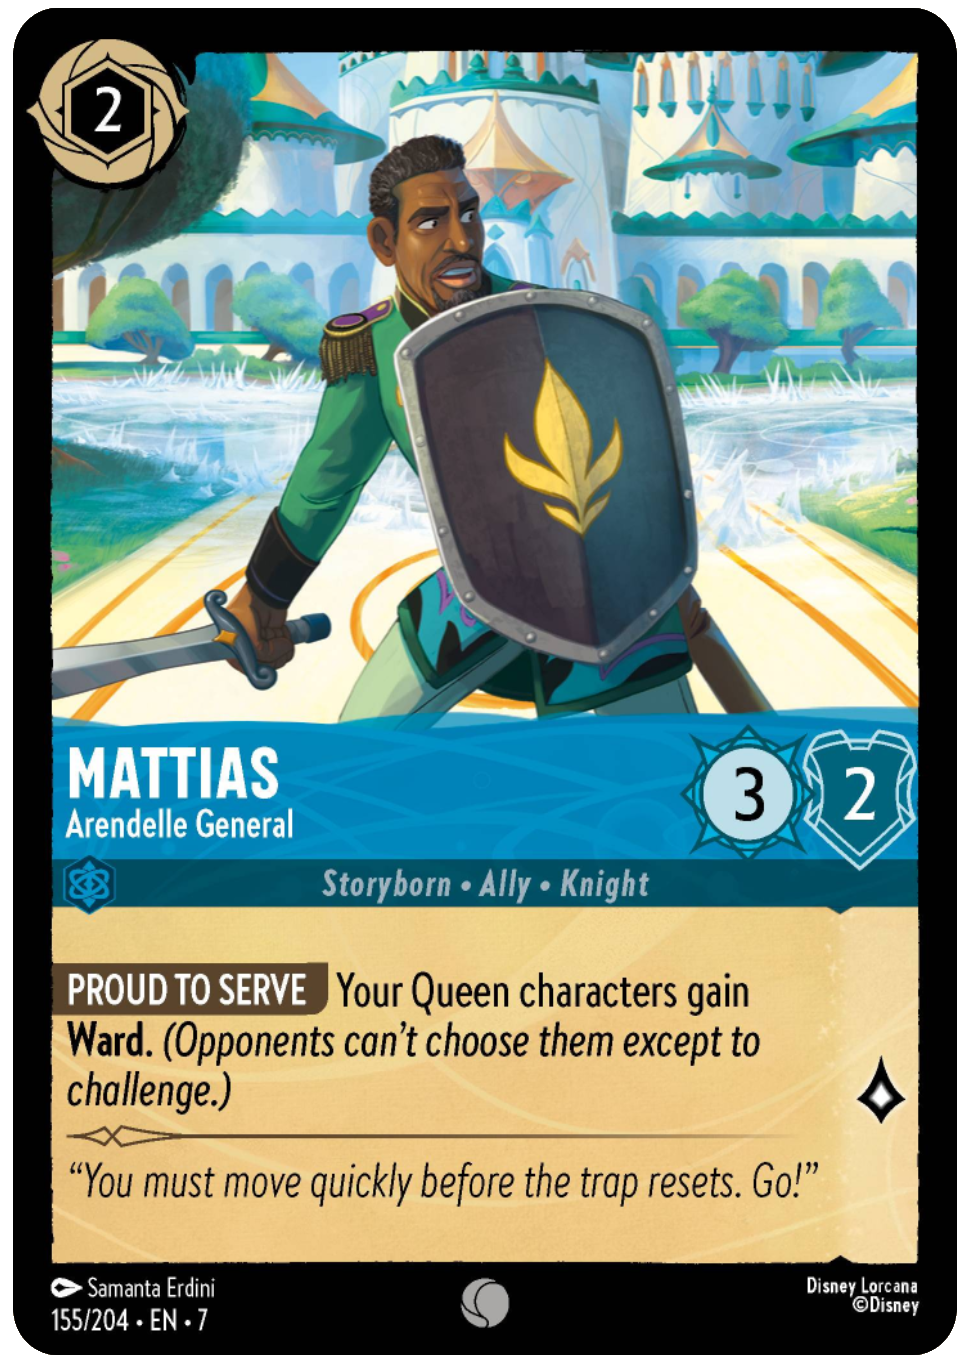 2
MATTIAS
Arendelle General
3
2
Storyborn • Ally • Knight
PROUD TO SERVE Your Queen characters gain
Ward. (Opponents can’t choose them except to
challenge.)
“You must move quickly before the trap resets. Go!”
Samanta Erdini
155/204 • EN • 7
Disney Lorcana
©Disney